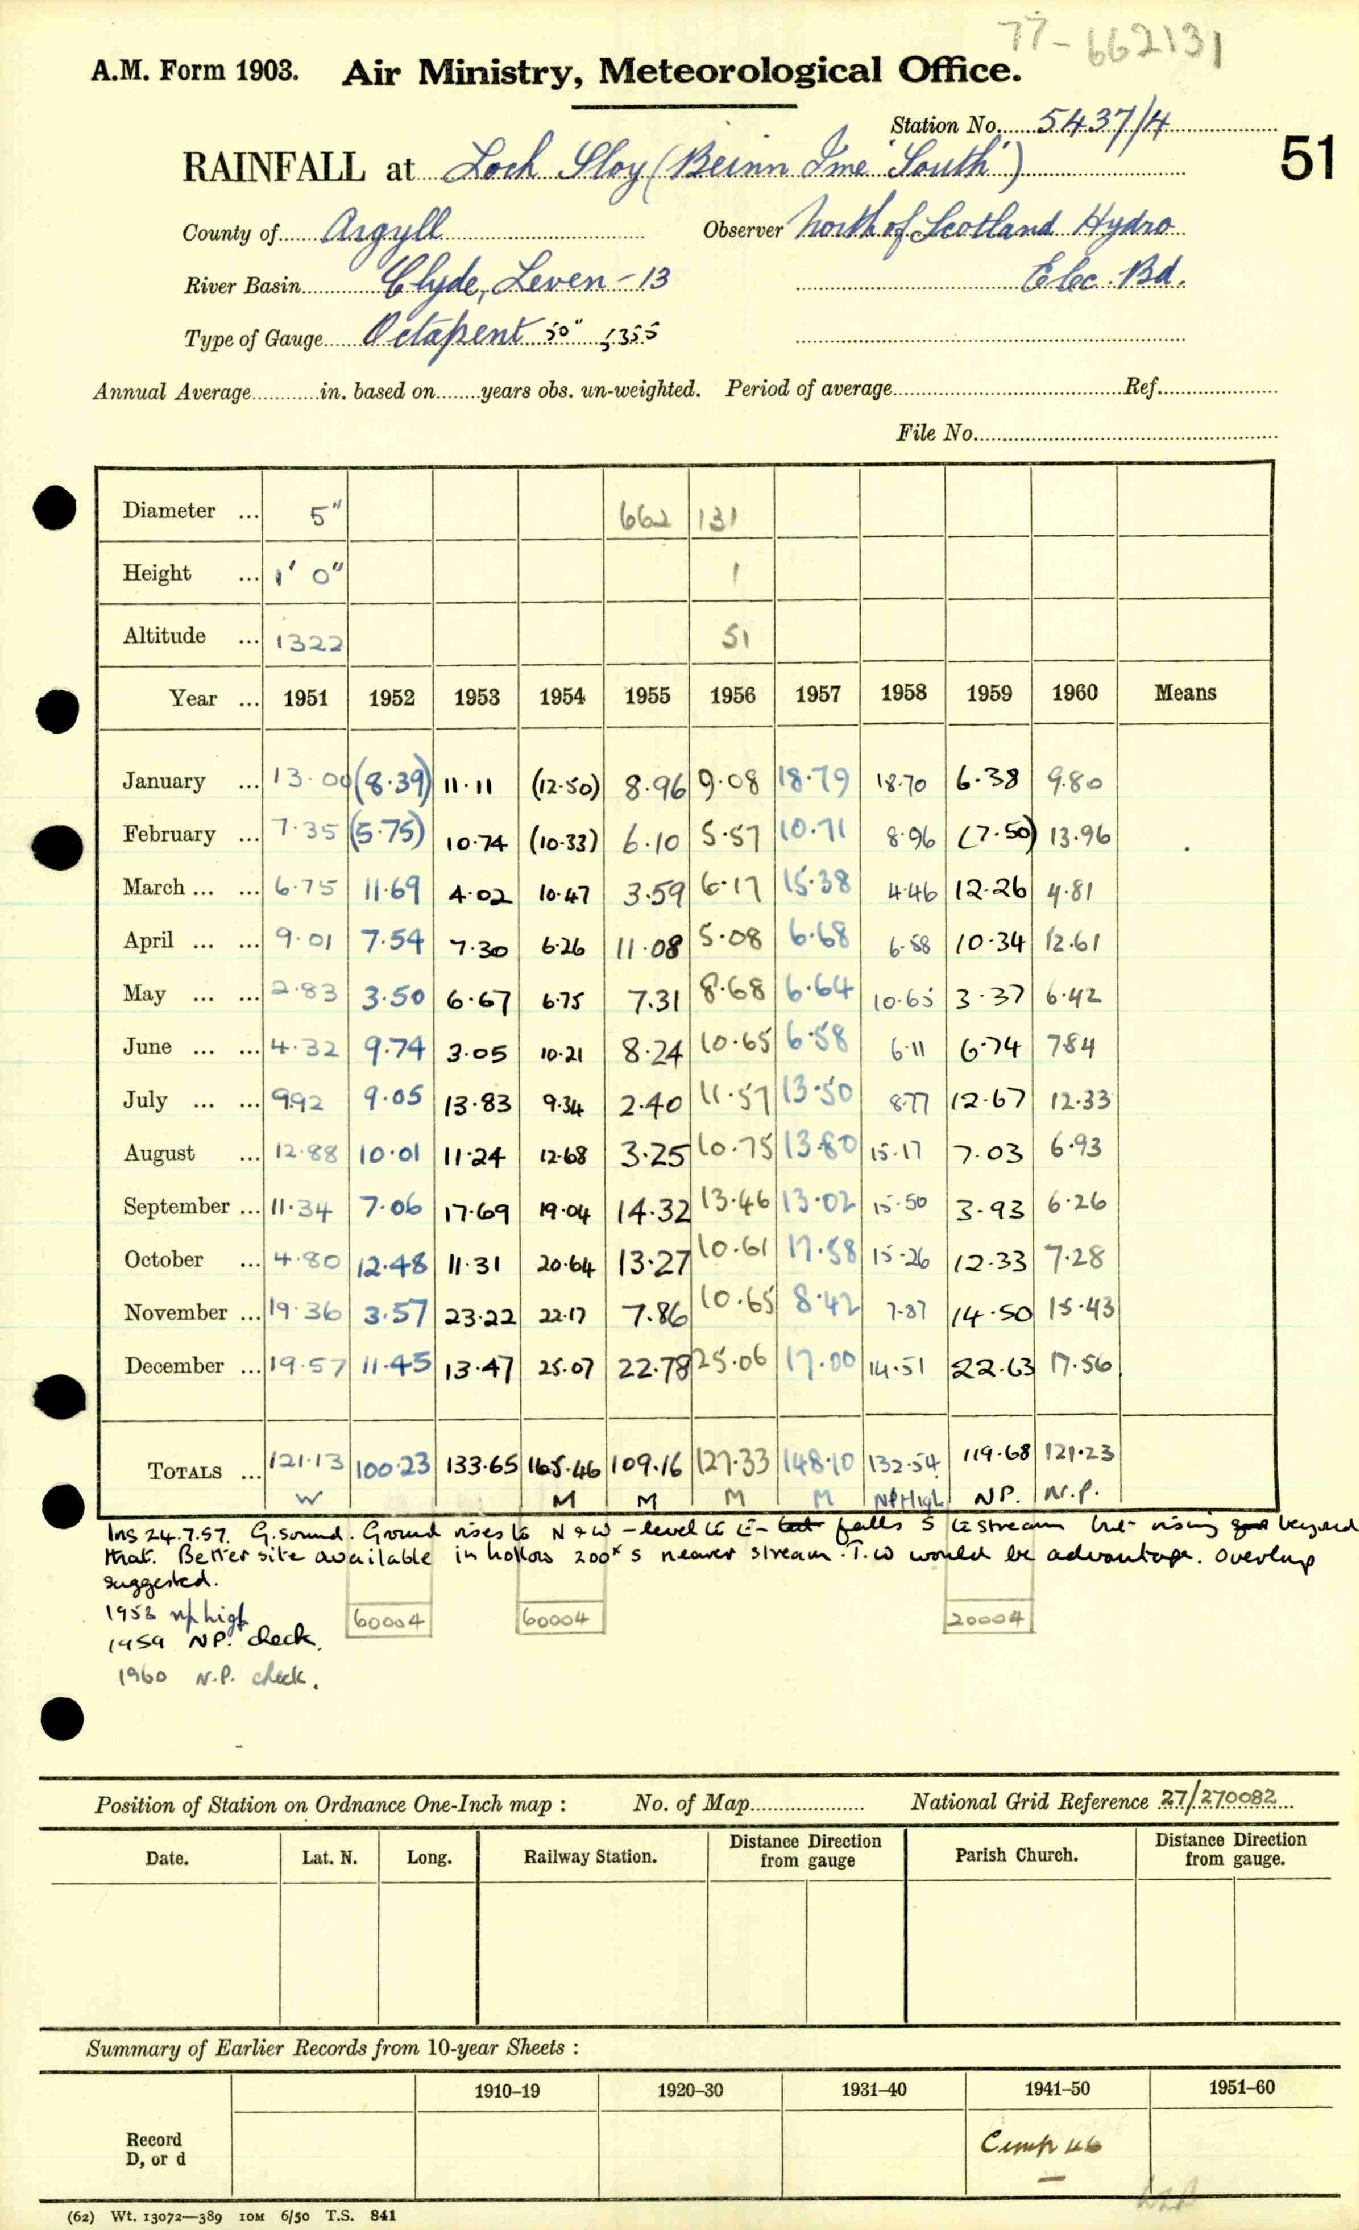 77-662131
A.M. Form 1903. Air Ministry, Meteorological Office.
Station No. 5437/4
RAINFALL at Loch Sloy (Beinn Ime 'South') 51
County of Argyll Observer North of Scotland Hydro
River Basin Clyde, Leven - 13 Elec. Bd.
Type of Gauge Octapent 50" 5355
Annual Average in. based on years obs. un-weighted. Period of average Ref.
File No.
Diameter ... 5" 662 131
Height ... 1' 0" 1
Altitude ... 1322 51
Year ... 1951 1952 1953 1954 1955 1956 1957 1958 1959 1960 Means
January ... 13.00 (8.39) 11.11 (12.50) 8.96 9.08 18.79 18.70 6.38 9.80
February ... 7.35 (5.75) 10.74 (10.33) 6.10 5.57 10.71 8.96 (7.50) 13.96
March ... ... 6.75 11.69 4.02 10.47 3.59 6.17 15.38 4.46 12.26 4.81
April ... ... 9.01 7.54 7.30 6.26 11.08 5.08 6.68 6.58 10.34 12.61
May ... ... 2.83 3.50 6.67 6.75 7.31 8.68 6.64 10.65 3.37 6.42
June ... ... 4.32 9.74 3.05 10.21 8.24 10.65 6.58 6.11 6.74 7.84
July ... ... 9.92 9.05 13.83 9.34 2.40 11.57 13.50 8.77 12.67 12.33
August ... 12.88 10.01 11.24 12.68 3.25 10.75 13.80 15.17 7.03 6.93
September ... 11.34 7.06 17.69 19.04 14.32 13.46 13.02 15.50 3.93 6.26
October ... 4.80 12.48 11.31 20.64 13.27 10.61 17.58 15.26 12.33 7.28
November ... 19.36 3.57 23.22 22.17 7.86 10.65 8.42 7.87 14.50 15.43
December ... 19.57 11.45 13.47 25.07 22.78 25.06 17.00 14.51 22.63 17.56
TOTALS ... 121.13 100.23 133.65 165.46 109.16 127.33 148.10 132.54 119.68 121.23
W M M M M NP High NP. N.P.
Ins 24.7.57. G. sound. Ground rises to N & W - level to E - but falls S to stream but rising beyond
that. Better site available in hollow 200x S nearer stream. T.W would be advantage. Overlap
suggested.
1958 np high 60004 60004 20004
1959 NP. check.
1960 N.P. check.
Position of Station on Ordnance One-Inch map : No. of Map National Grid Reference 27/270082
Date. Lat. N. Long. Railway Station. Distance Direction from gauge Parish Church. Distance Direction from gauge.
Summary of Earlier Records from 10-year Sheets :
1910–19 1920–30 1931–40 1941–50 1951–60
Record
D, or d
Comp 46
(62) Wt. 13072—389 10M 6/50 T.S. 841